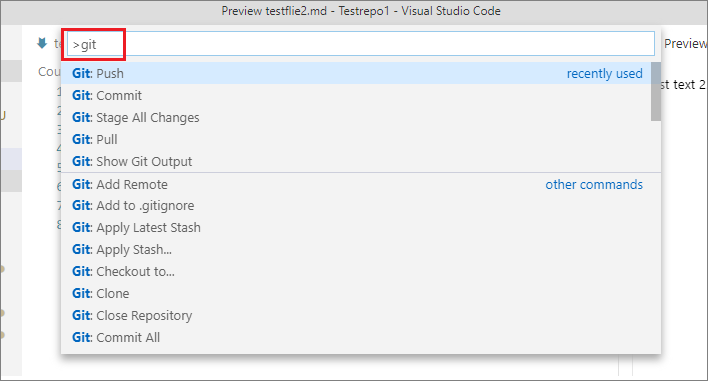 Preview testflie2.md - Testrepo1 - Visual Studio Code
>git
te
Preview
Cou
st text 2
Git: Push recently used
Git: Commit
Git: Stage All Changes
Git: Pull
Git: Show Git Output
Git: Add Remote other commands
Git: Add to .gitignore
Git: Apply Latest Stash
Git: Apply Stash...
Git: Checkout to...
Git: Clone
Git: Close Repository
Git: Commit All
1
2
3
4
5
6
7
8
U